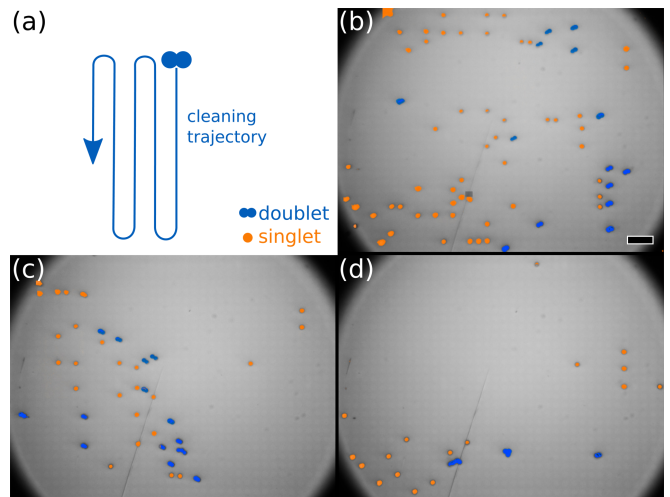 (a)
cleaning
trajectory
doublet
singlet
(b)
(c)
(d)